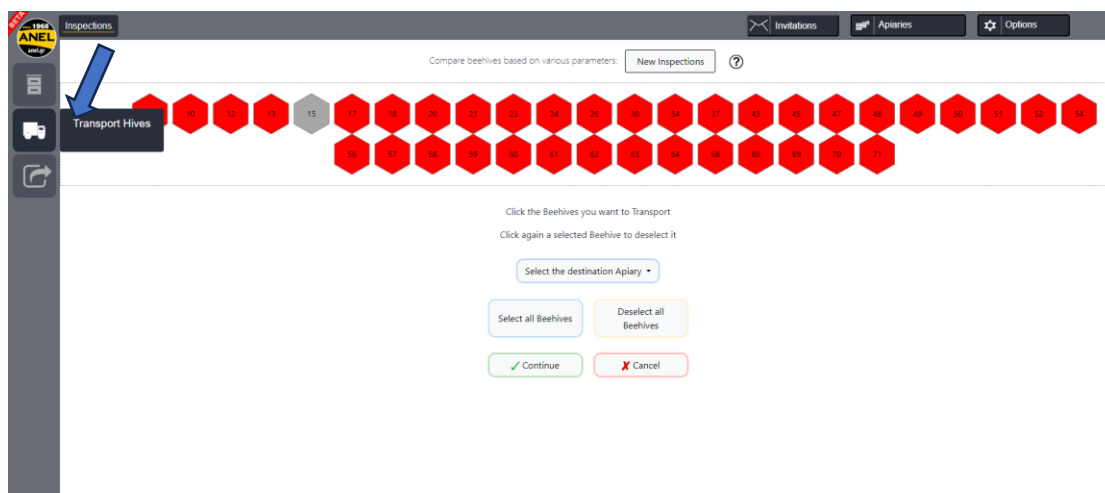 BETA
1968
ANEL
anel.gr
Inspections
Invitations
Apiaries
Options
Compare beehives based on various parameters:
New Inspections
?
Transport Hives
10 12 13 15 17 18 20 21 23 24 28 30 34 37 43 45 47 48 49 50 51 52 54
56 57 58 59 60 61 62 63 64 66 68 69 70 71
Click the Beehives you want to Transport
Click again a selected Beehive to deselect it
Select the destination Apiary
Select all Beehives
Deselect all
Beehives
✓ Continue
✗ Cancel